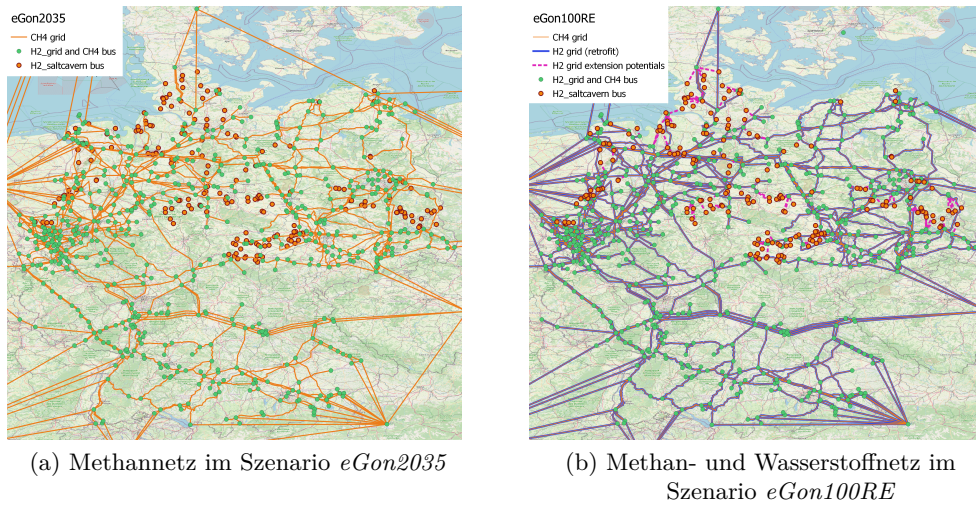 eGon2035
CH4 grid
H2_grid and CH4 bus
H2_saltcavern bus
eGon100RE
CH4 grid
H2 grid (retrofit)
H2 grid extension potentials
H2_grid and CH4 bus
H2_saltcavern bus
(a) Methannetz im Szenario eGon2035
(b) Methan- und Wasserstoffnetz im
Szenario eGon100RE